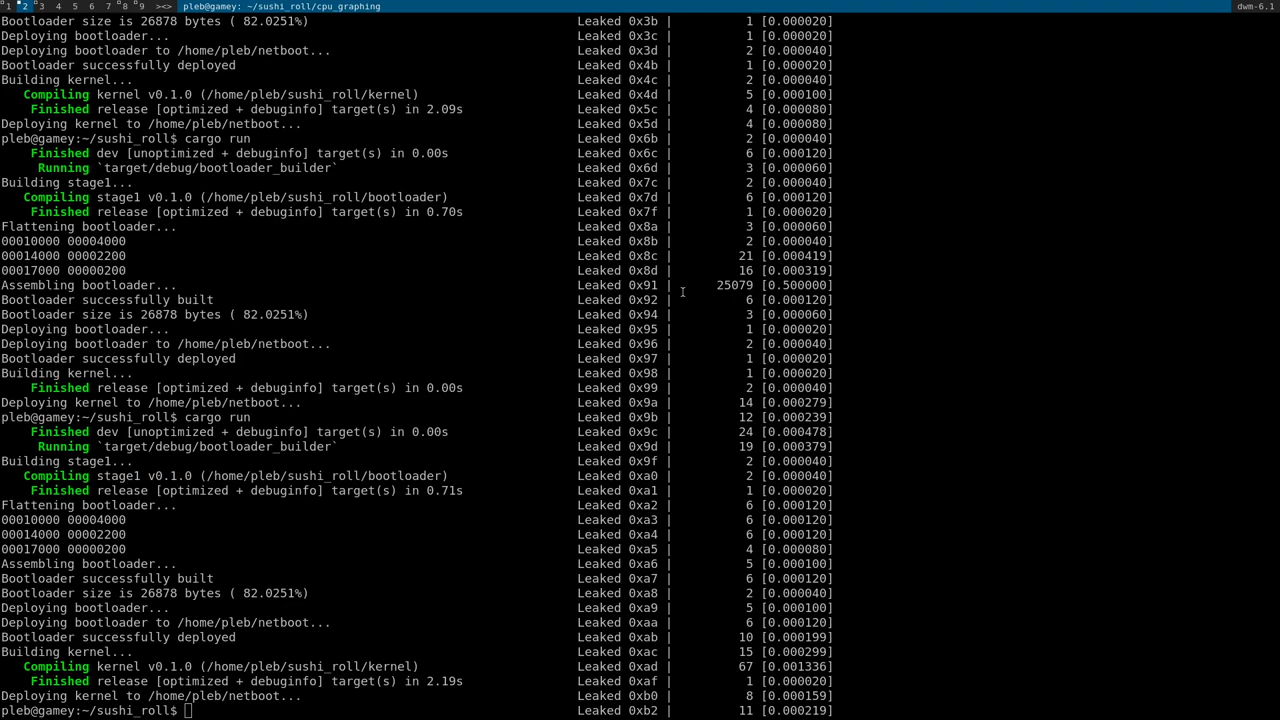 1 2 3 4 5 6 7 8 9 ><> pleb@gamey: ~/sushi_roll/cpu_graphing dwm-6.1
Bootloader size is 26878 bytes ( 82.0251%)
Deploying bootloader...
Deploying bootloader to /home/pleb/netboot...
Bootloader successfully deployed
Building kernel...
Compiling kernel v0.1.0 (/home/pleb/sushi_roll/kernel)
Finished release [optimized + debuginfo] target(s) in 2.09s
Deploying kernel to /home/pleb/netboot...
pleb@gamey:~/sushi_roll$ cargo run
Finished dev [unoptimized + debuginfo] target(s) in 0.00s
Running `target/debug/bootloader_builder`
Building stage1...
Compiling stage1 v0.1.0 (/home/pleb/sushi_roll/bootloader)
Finished release [optimized + debuginfo] target(s) in 0.70s
Flattening bootloader...
00010000 00004000
00014000 00002200
00017000 00000200
Assembling bootloader...
Bootloader successfully built
Bootloader size is 26878 bytes ( 82.0251%)
Deploying bootloader...
Deploying bootloader to /home/pleb/netboot...
Bootloader successfully deployed
Building kernel...
Finished release [optimized + debuginfo] target(s) in 0.00s
Deploying kernel to /home/pleb/netboot...
pleb@gamey:~/sushi_roll$ cargo run
Finished dev [unoptimized + debuginfo] target(s) in 0.00s
Running `target/debug/bootloader_builder`
Building stage1...
Compiling stage1 v0.1.0 (/home/pleb/sushi_roll/bootloader)
Finished release [optimized + debuginfo] target(s) in 0.71s
Flattening bootloader...
00010000 00004000
00014000 00002200
00017000 00000200
Assembling bootloader...
Bootloader successfully built
Bootloader size is 26878 bytes ( 82.0251%)
Deploying bootloader...
Deploying bootloader to /home/pleb/netboot...
Bootloader successfully deployed
Building kernel...
Compiling kernel v0.1.0 (/home/pleb/sushi_roll/kernel)
Finished release [optimized + debuginfo] target(s) in 2.19s
Deploying kernel to /home/pleb/netboot...
pleb@gamey:~/sushi_roll$
Leaked 0x3b | 1 [0.000020]
Leaked 0x3c | 1 [0.000020]
Leaked 0x3d | 2 [0.000040]
Leaked 0x4b | 1 [0.000020]
Leaked 0x4c | 2 [0.000040]
Leaked 0x4d | 5 [0.000100]
Leaked 0x5c | 4 [0.000080]
Leaked 0x5d | 4 [0.000080]
Leaked 0x6b | 2 [0.000040]
Leaked 0x6c | 6 [0.000120]
Leaked 0x6d | 3 [0.000060]
Leaked 0x7c | 2 [0.000040]
Leaked 0x7d | 6 [0.000120]
Leaked 0x7f | 1 [0.000020]
Leaked 0x8a | 3 [0.000060]
Leaked 0x8b | 2 [0.000040]
Leaked 0x8c | 21 [0.000419]
Leaked 0x8d | 16 [0.000319]
Leaked 0x91 | 25079 [0.500000]
Leaked 0x92 | 6 [0.000120]
Leaked 0x94 | 3 [0.000060]
Leaked 0x95 | 1 [0.000020]
Leaked 0x96 | 2 [0.000040]
Leaked 0x97 | 1 [0.000020]
Leaked 0x98 | 1 [0.000020]
Leaked 0x99 | 2 [0.000040]
Leaked 0x9a | 14 [0.000279]
Leaked 0x9b | 12 [0.000239]
Leaked 0x9c | 24 [0.000478]
Leaked 0x9d | 19 [0.000379]
Leaked 0x9f | 2 [0.000040]
Leaked 0xa0 | 2 [0.000040]
Leaked 0xa1 | 1 [0.000020]
Leaked 0xa2 | 6 [0.000120]
Leaked 0xa3 | 6 [0.000120]
Leaked 0xa4 | 6 [0.000120]
Leaked 0xa5 | 4 [0.000080]
Leaked 0xa6 | 5 [0.000100]
Leaked 0xa7 | 6 [0.000120]
Leaked 0xa8 | 2 [0.000040]
Leaked 0xa9 | 5 [0.000100]
Leaked 0xaa | 6 [0.000120]
Leaked 0xab | 10 [0.000199]
Leaked 0xac | 15 [0.000299]
Leaked 0xad | 67 [0.001336]
Leaked 0xaf | 1 [0.000020]
Leaked 0xb0 | 8 [0.000159]
Leaked 0xb2 | 11 [0.000219]